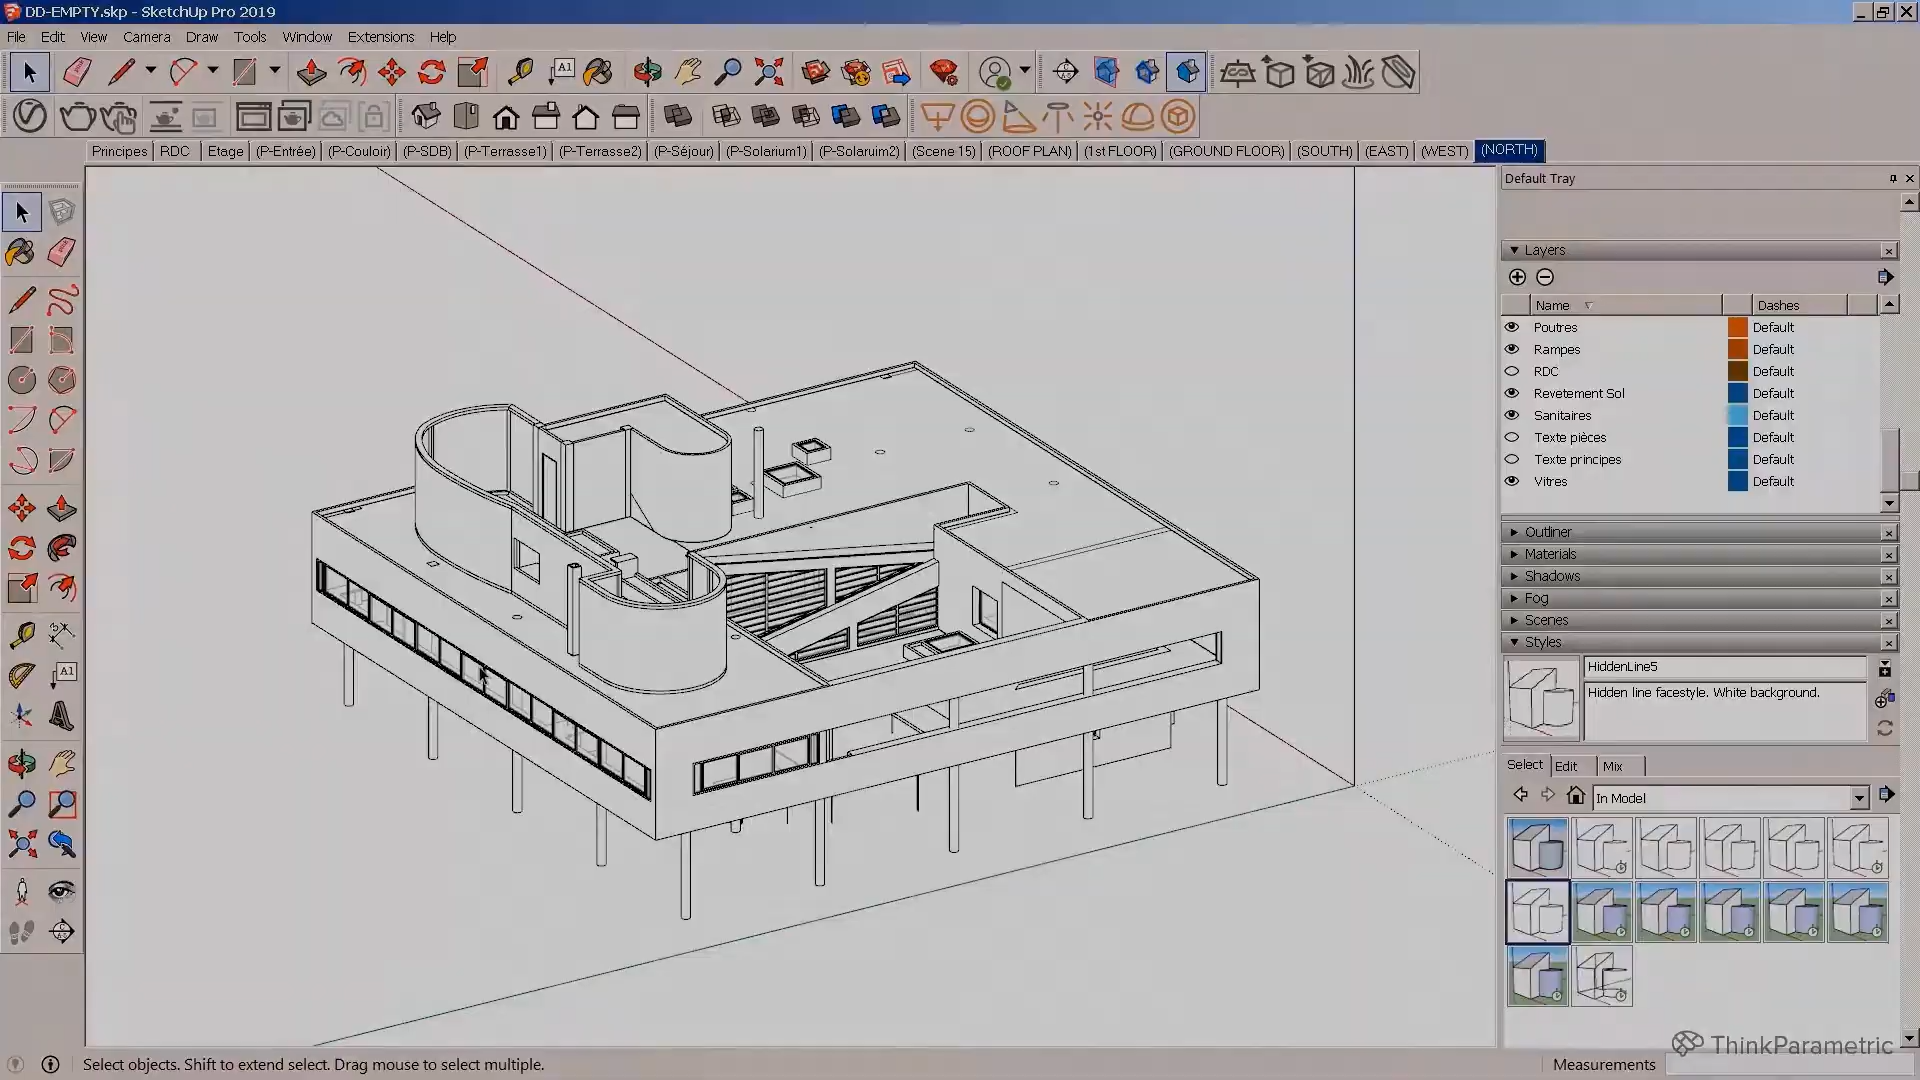 DD-EMPTY.skp - SketchUp Pro 2019
File Edit View Camera Draw Tools Window Extensions Help
A1
Principes RDC Etage (P-Entrée) (P-Couloir) (P-SDB) (P-Terrasse1) (P-Terrasse2) (P-Séjour) (P-Solarium1) (P-Solaruim2) (Scene 15) (ROOF PLAN) (1st FLOOR) (GROUND FLOOR) (SOUTH) (EAST) (WEST) (NORTH)
Default Tray
Layers
Name Dashes
Poutres Default
Rampes Default
RDC Default
Revetement Sol Default
Sanitaires Default
Texte pièces Default
Texte principes Default
Vitres Default
Outliner
Materials
Shadows
Fog
Scenes
Styles
HiddenLine5
Hidden line facestyle. White background.
A1
Select Edit Mix
In Model
ThinkParametric
Select objects. Shift to extend select. Drag mouse to select multiple.
Measurements